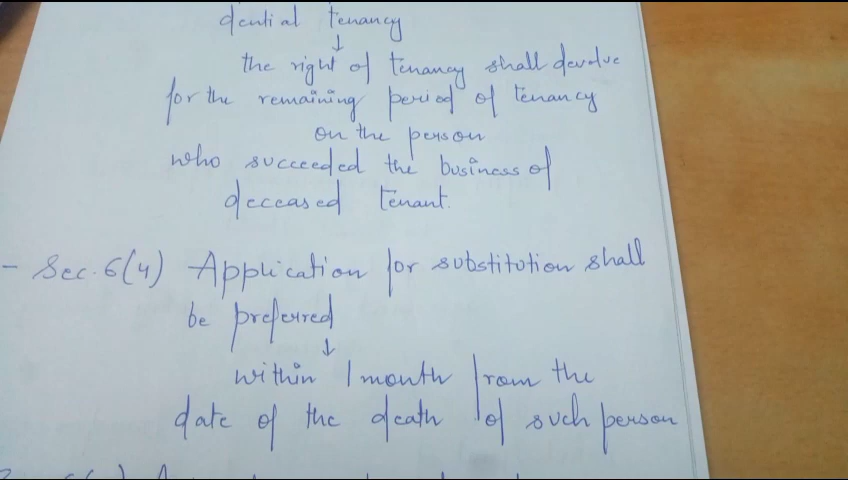 dential tenancy
↓
the right of tenancy shall devolve
for the remaining period of tenancy
on the person
who succeeded the business of
deceased tenant.
- Sec. 6(4) Application for substitution shall
be preferred
↓
within 1 month from the
date of the death of such person